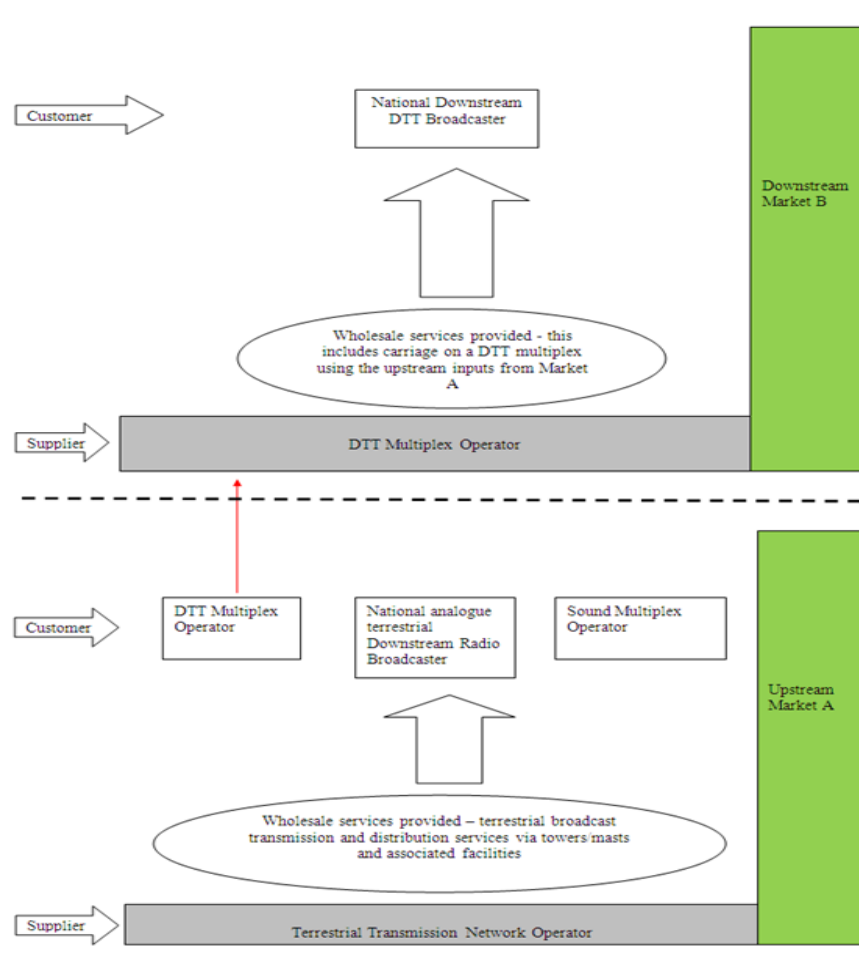 Customer
National Downstream
DTT Broadcaster
Downstream
Market B
Wholesale services provided - this
includes carriage on a DTT multiplex
using the upstream inputs from Market
A
Supplier
DTT Multiplex Operator
Customer
DTT Multiplex
Operator
National analogue
terrestrial
Downstream Radio
Broadcaster
Sound Multiplex
Operator
Upstream
Market A
Wholesale services provided – terrestrial broadcast
transmission and distribution services via towers/masts
and associated facilities
Supplier
Terrestrial Transmission Network Operator